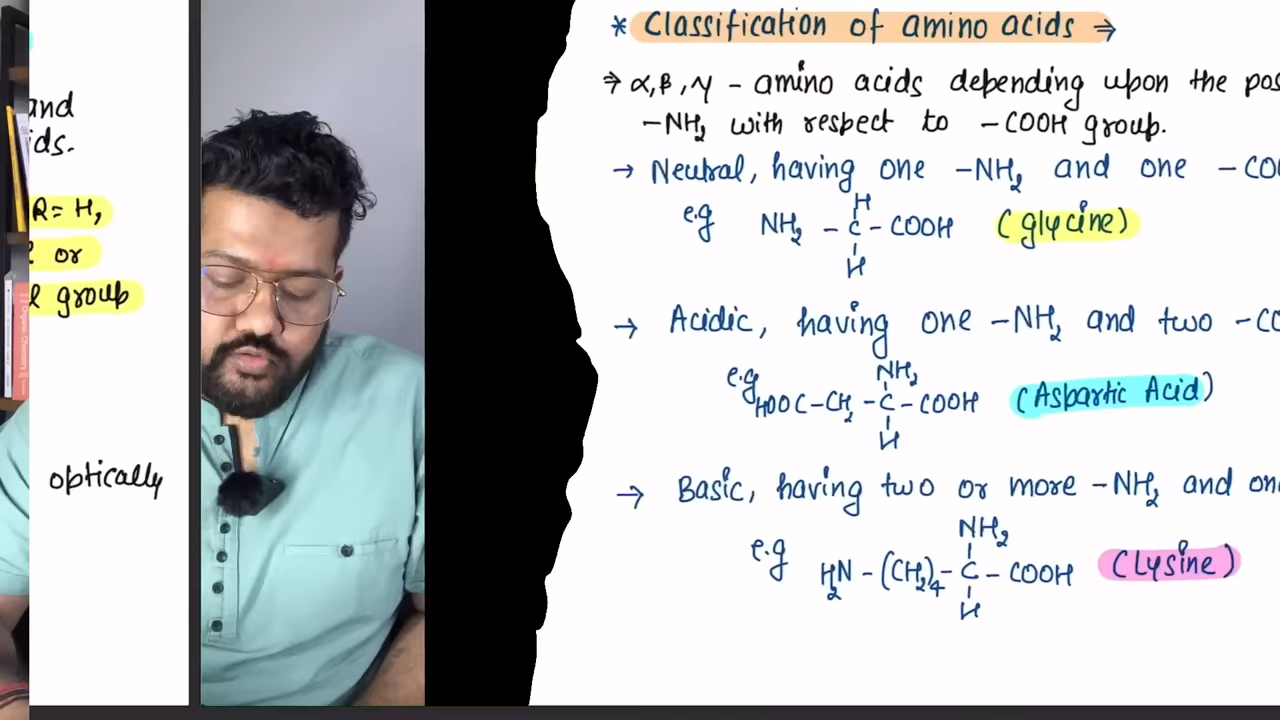 and
ids.
R = H,
or
group
optically
* Classification of amino acids ⇒
⇒ α, β, γ - amino acids depending upon the pos
-NH₂ with respect to -COOH group.
→ Neutral, having one -NH₂ and one -COO
e.g NH₂ - C - COOH (glycine)
H
H
→ Acidic, having one -NH₂ and two -CO
NH₂
e.g HOOC-CH₂-C-COOH (Aspartic Acid)
H
→ Basic, having two or more -NH₂ and one
NH₂
e.g H₂N-(CH₂)₄-C-COOH (Lysine)
H
Organic Chemistry